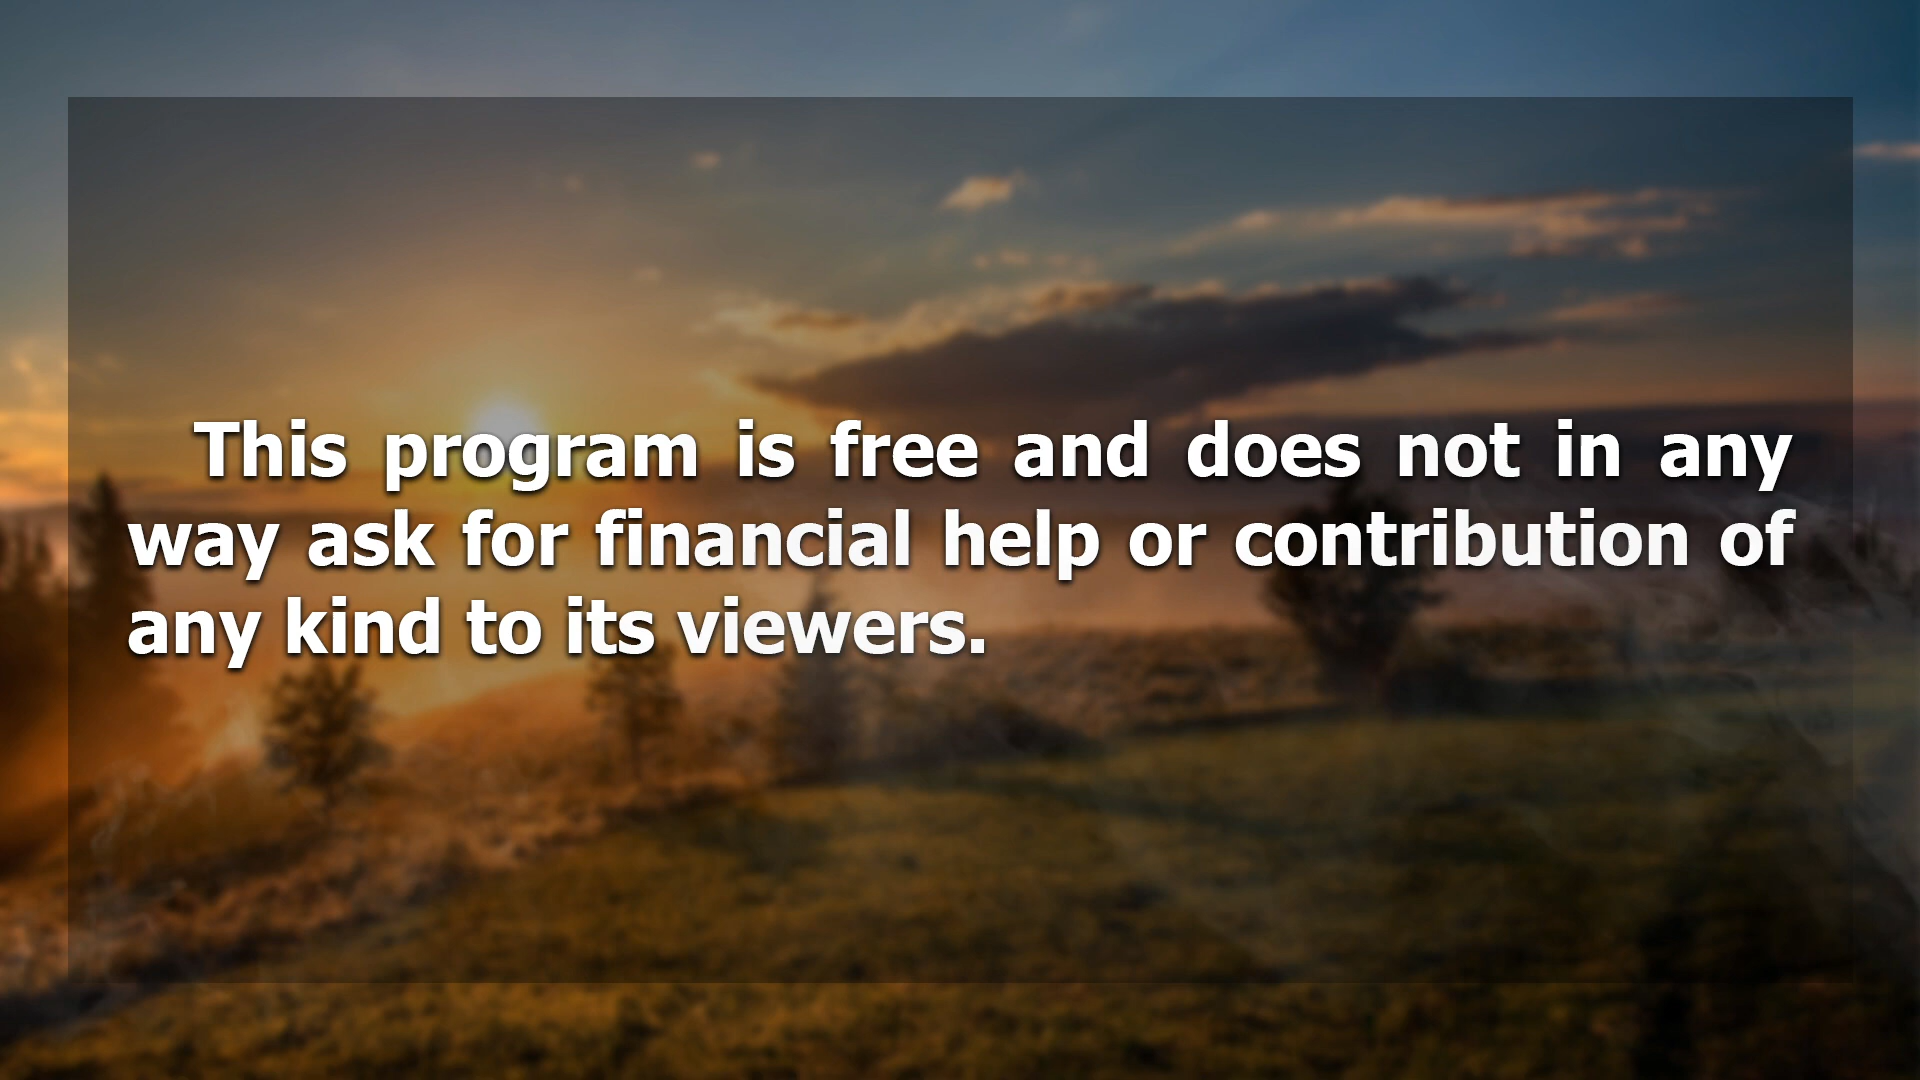 This program is free and does not in any
way ask for financial help or contribution of
any kind to its viewers.